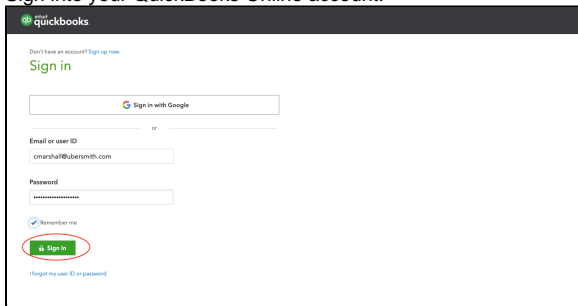 Sign into your QuickBooks Online account.
qb intuit quickbooks.
Don't have an account? Sign up now.
Sign in
G Sign in with Google
or
Email or user ID
cmarshall@ubersmith.com
Password
••••••••••••••••••••
Remember me
Sign In
I forgot my user ID or password